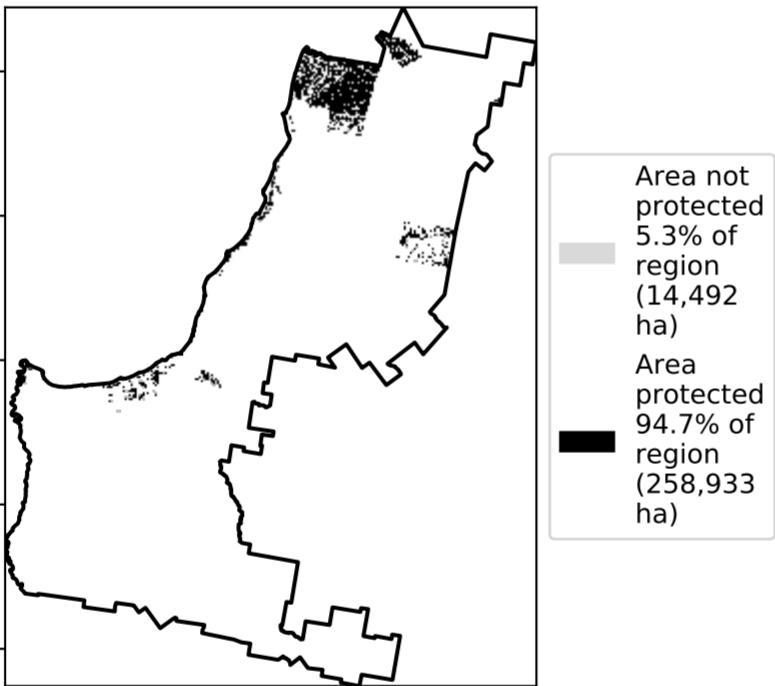 Area not
protected
5.3% of
region
(14,492
ha)
Area
protected
94.7% of
region
(258,933
ha)